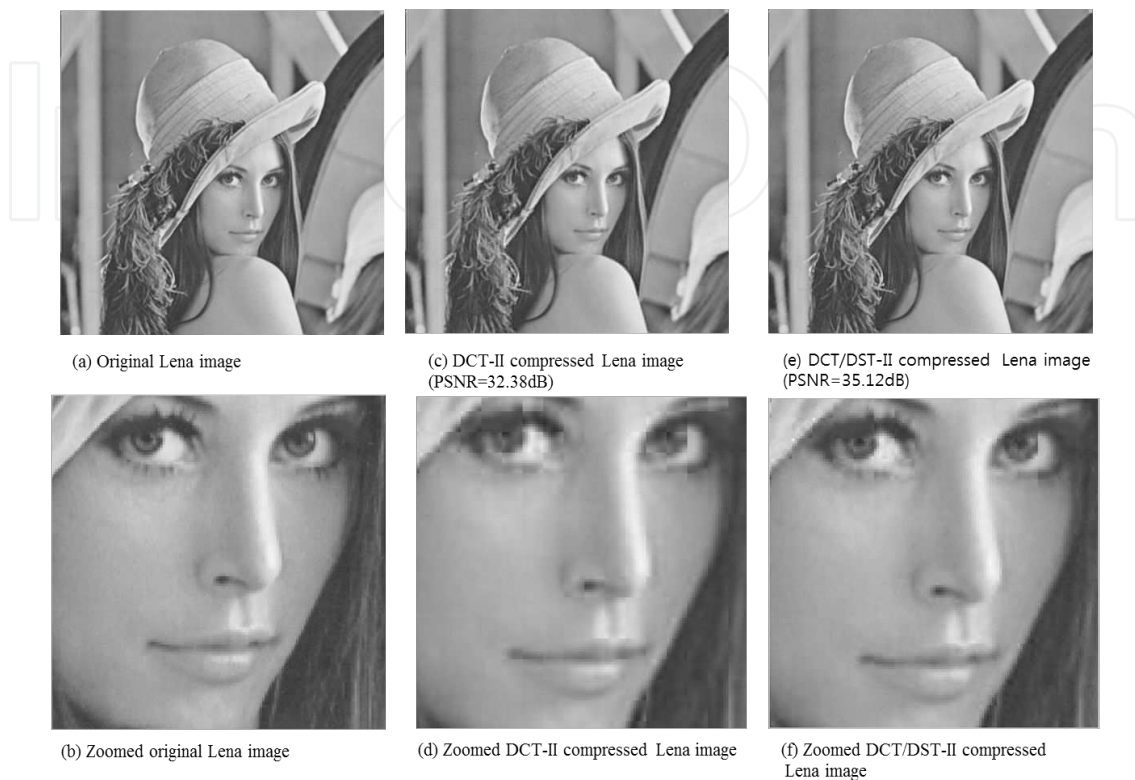 (a) Original Lena image
(c) DCT-II compressed Lena image
(PSNR=32.38dB)
(e) DCT/DST-II compressed Lena image
(PSNR=35.12dB)
(b) Zoomed original Lena image
(d) Zoomed DCT-II compressed Lena image
(f) Zoomed DCT/DST-II compressed
Lena image